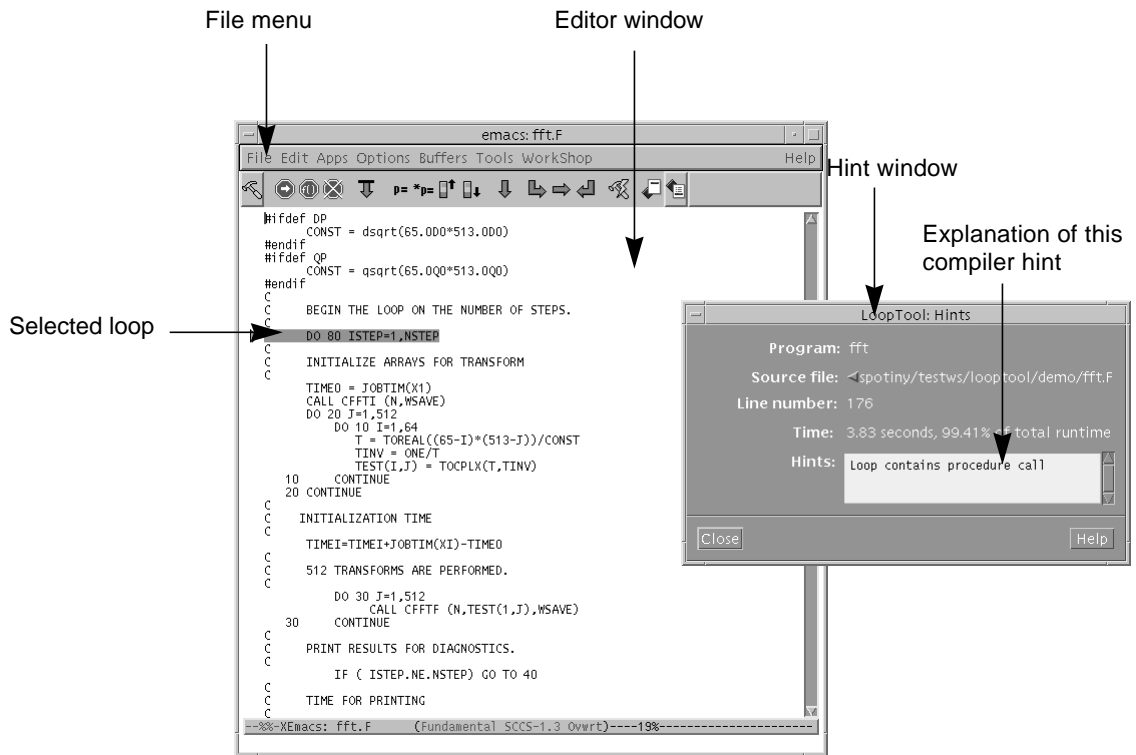 File menu
Editor window
emacs: fft.F
File Edit Apps Options Buffers Tools WorkShop Help
p= *p=
#ifdef DP
CONST = dsqrt(65.0D0*513.0D0)
#endif
#ifdef QP
CONST = qsqrt(65.0Q0*513.0Q0)
#endif
C
C BEGIN THE LOOP ON THE NUMBER OF STEPS.
C
DO 80 ISTEP=1,NSTEP
C
C INITIALIZE ARRAYS FOR TRANSFORM
C
TIME0 = JOBTIM(X1)
CALL CFFTI (N,WSAVE)
DO 20 J=1,512
DO 10 I=1,64
T = TOREAL((65-I)*(513-J))/CONST
TINV = ONE/T
TEST(I,J) = TOCPLX(T,TINV)
10 CONTINUE
20 CONTINUE
C
C INITIALIZATION TIME
C
TIMEI=TIMEI+JOBTIM(XI)-TIME0
C
C 512 TRANSFORMS ARE PERFORMED.
C
DO 30 J=1,512
CALL CFFTF (N,TEST(1,J),WSAVE)
30 CONTINUE
C
C PRINT RESULTS FOR DIAGNOSTICS.
C
IF ( ISTEP.NE.NSTEP) GO TO 40
C
C TIME FOR PRINTING
C
--%%-XEmacs: fft.F (Fundamental SCCS-1.3 Ovwrt)----19%-----------------------
Selected loop
Hint window
Explanation of this
compiler hint
LoopTool: Hints
Program: fft
Source file: spotiny/testws/looptool/demo/fft.F
Line number: 176
Time: 3.83 seconds, 99.41% of total runtime
Hints: Loop contains procedure call
Close Help